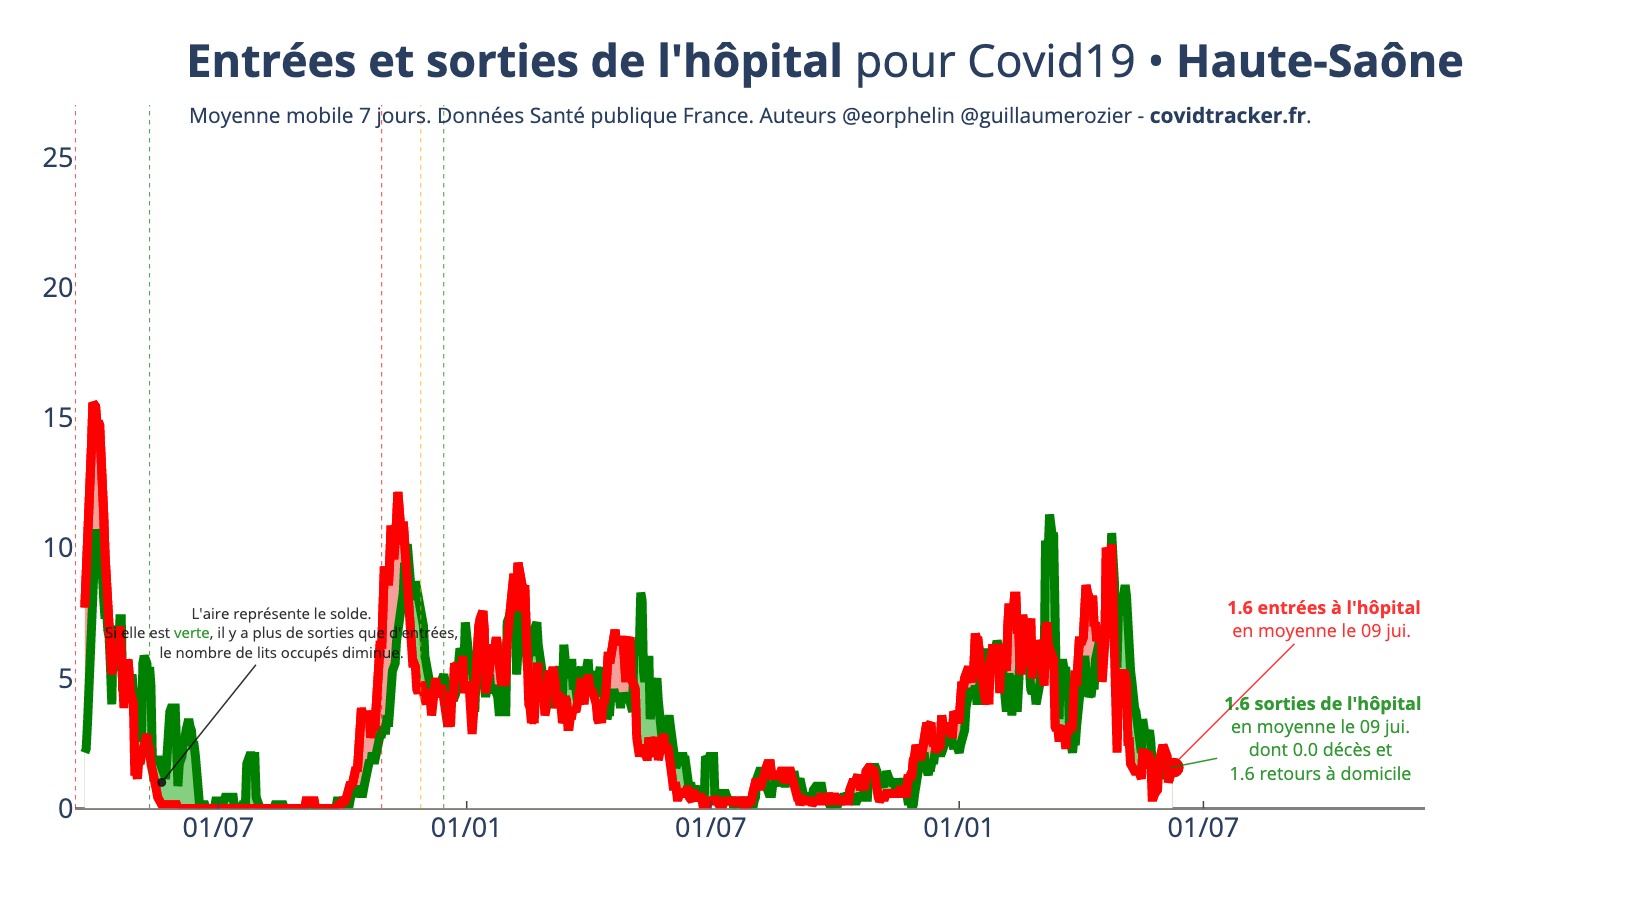 Entrées et sorties de l'hôpital pour Covid19 • Haute-Saône
Moyenne mobile 7 jours. Données Santé publique France. Auteurs @eorphelin @guillaumerozier - covidtracker.fr.
25
20
15
10
5
0
L'aire représente le solde.
Si elle est verte, il y a plus de sorties que d'entrées,
le nombre de lits occupés diminue.
1.6 entrées à l'hôpital
en moyenne le 09 jui.
1.6 sorties de l'hôpital
en moyenne le 09 jui.
dont 0.0 décès et
1.6 retours à domicile
01/07
01/01
01/07
01/01
01/07